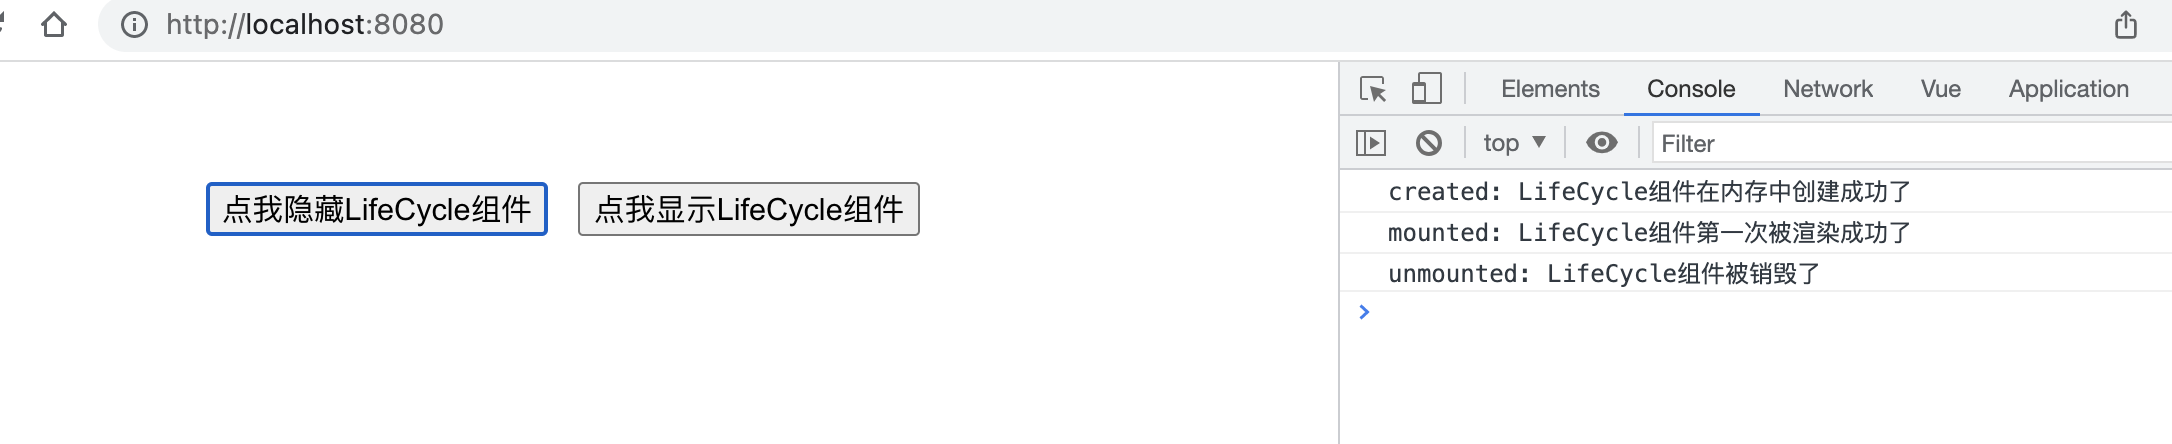 http://localhost:8080
Elements Console Network Vue Application
top Filter
点我隐藏LifeCycle组件 点我显示LifeCycle组件
created: LifeCycle组件在内存中创建成功了
mounted: LifeCycle组件第一次被渲染成功了
unmounted: LifeCycle组件被销毁了